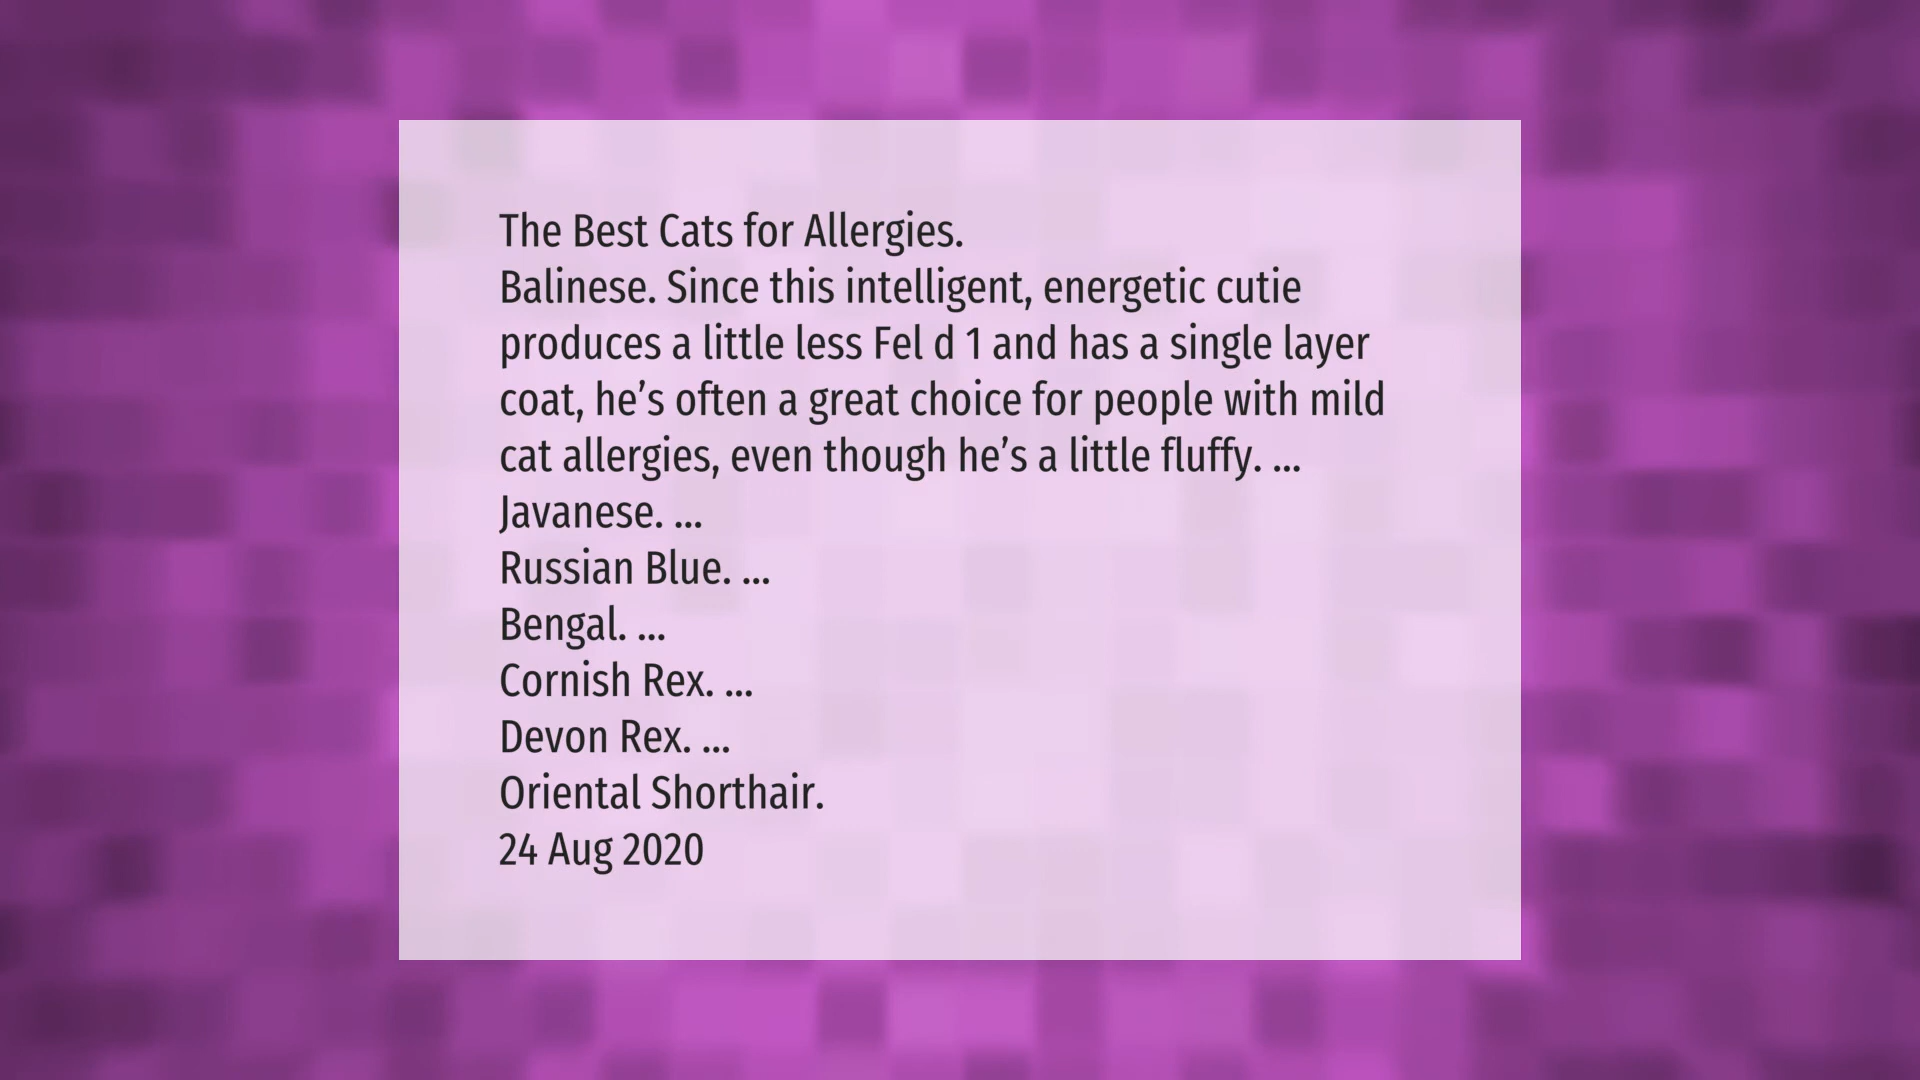 The Best Cats for Allergies.
Balinese. Since this intelligent, energetic cutie
produces a little less Fel d 1 and has a single layer
coat, he’s often a great choice for people with mild
cat allergies, even though he’s a little fluffy. ...
Javanese. ...
Russian Blue. ...
Bengal. ...
Cornish Rex. ...
Devon Rex. ...
Oriental Shorthair.
24 Aug 2020